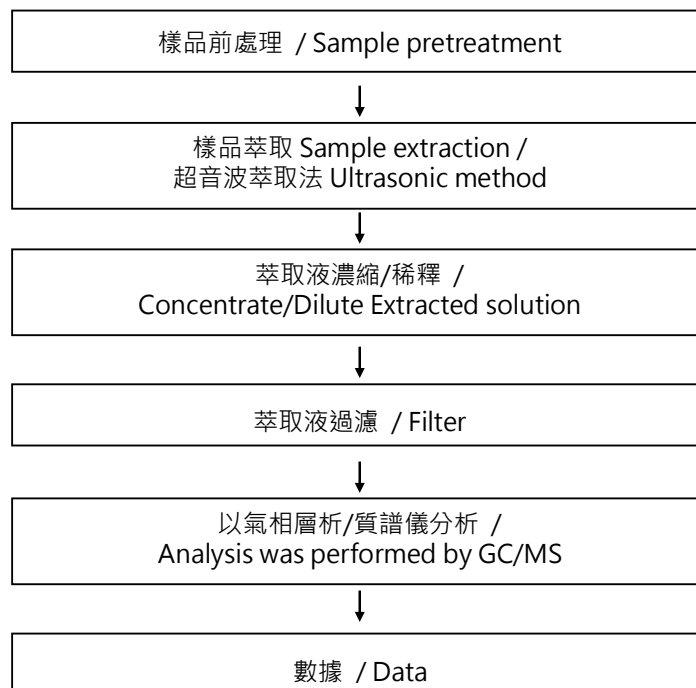 樣品前處理 / Sample pretreatment
樣品萃取 Sample extraction /
超音波萃取法 Ultrasonic method
萃取液濃縮/稀釋 /
Concentrate/Dilute Extracted solution
萃取液過濾 / Filter
以氣相層析/質譜儀分析 /
Analysis was performed by GC/MS
數據 / Data